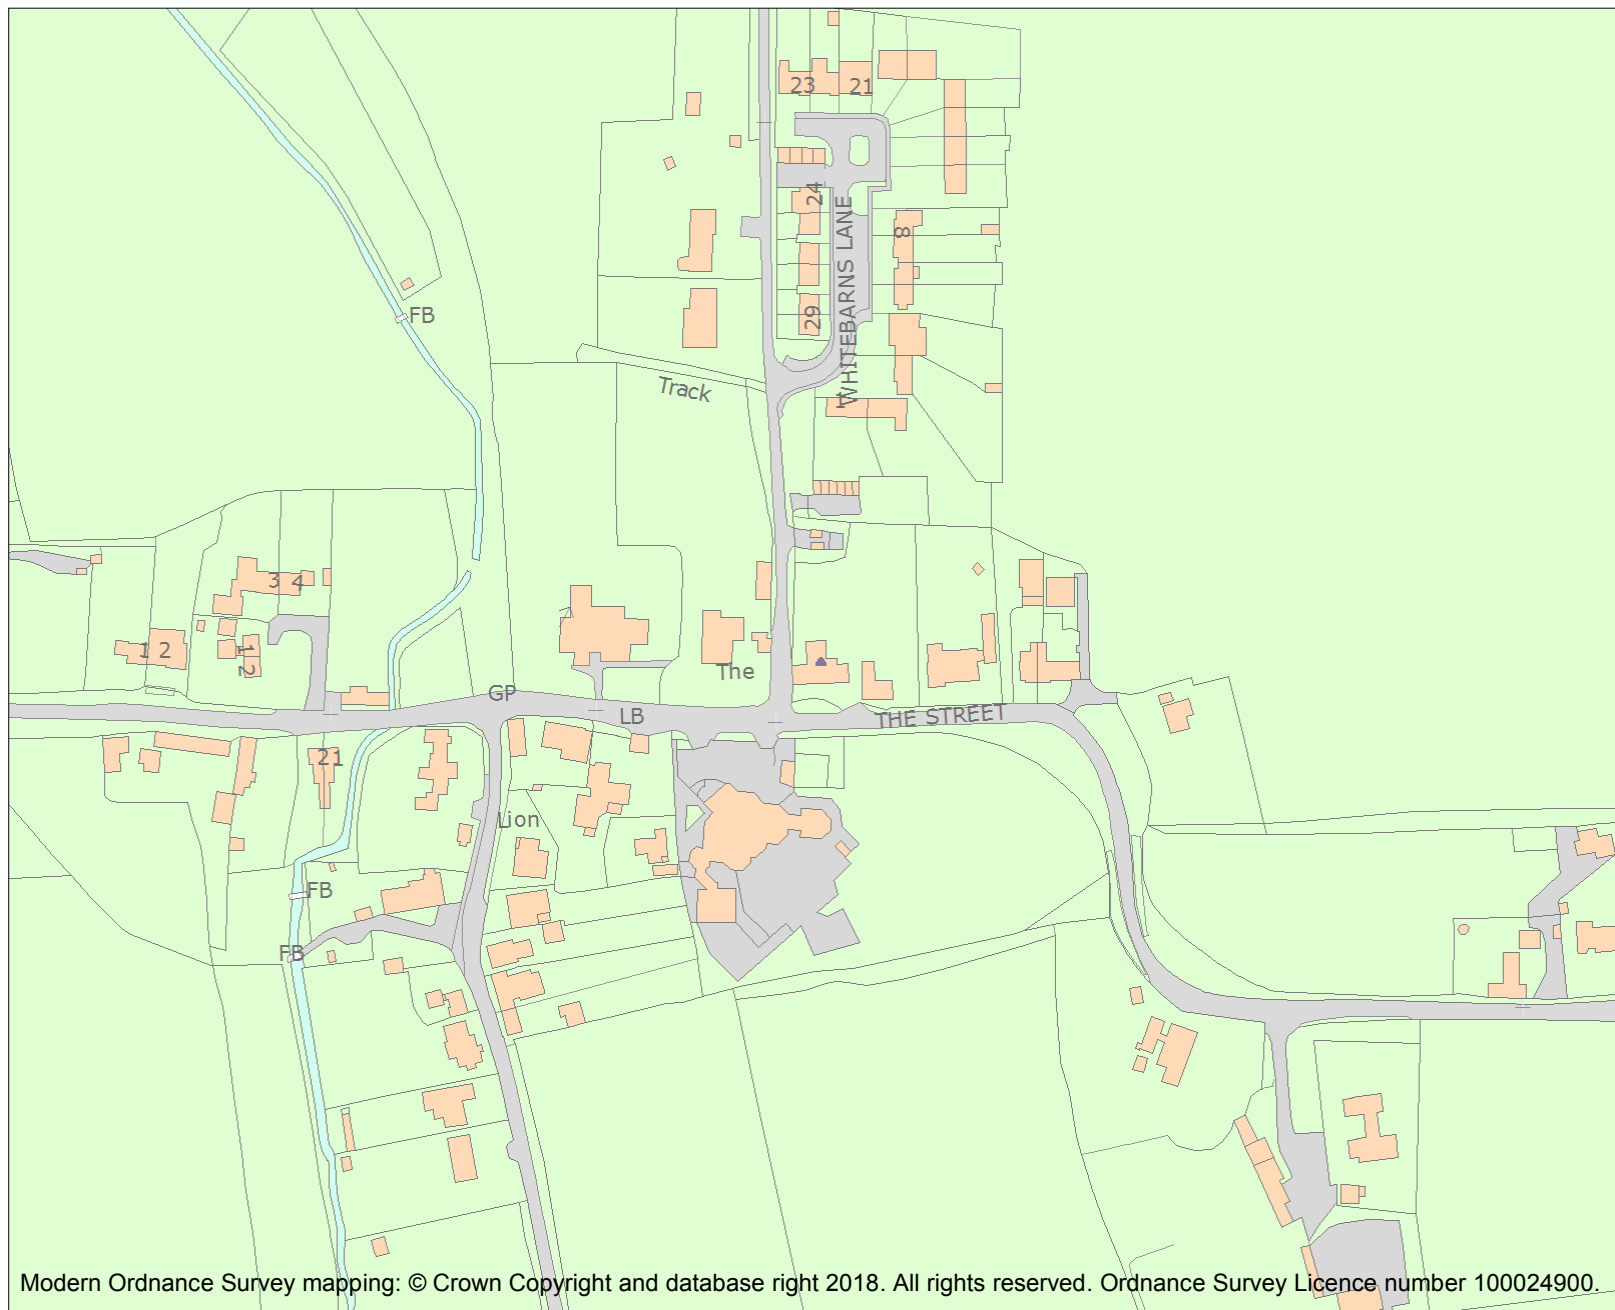 23
21
24
WHITEBARNS LANE
8
FB
29
Track
1
3 4
1 2
1
2
The
GP
LB
THE STREET
21
Lion
FB
FB
Modern Ordnance Survey mapping: © Crown Copyright and database right 2018. All rights reserved. Ordnance Survey Licence number 100024900.